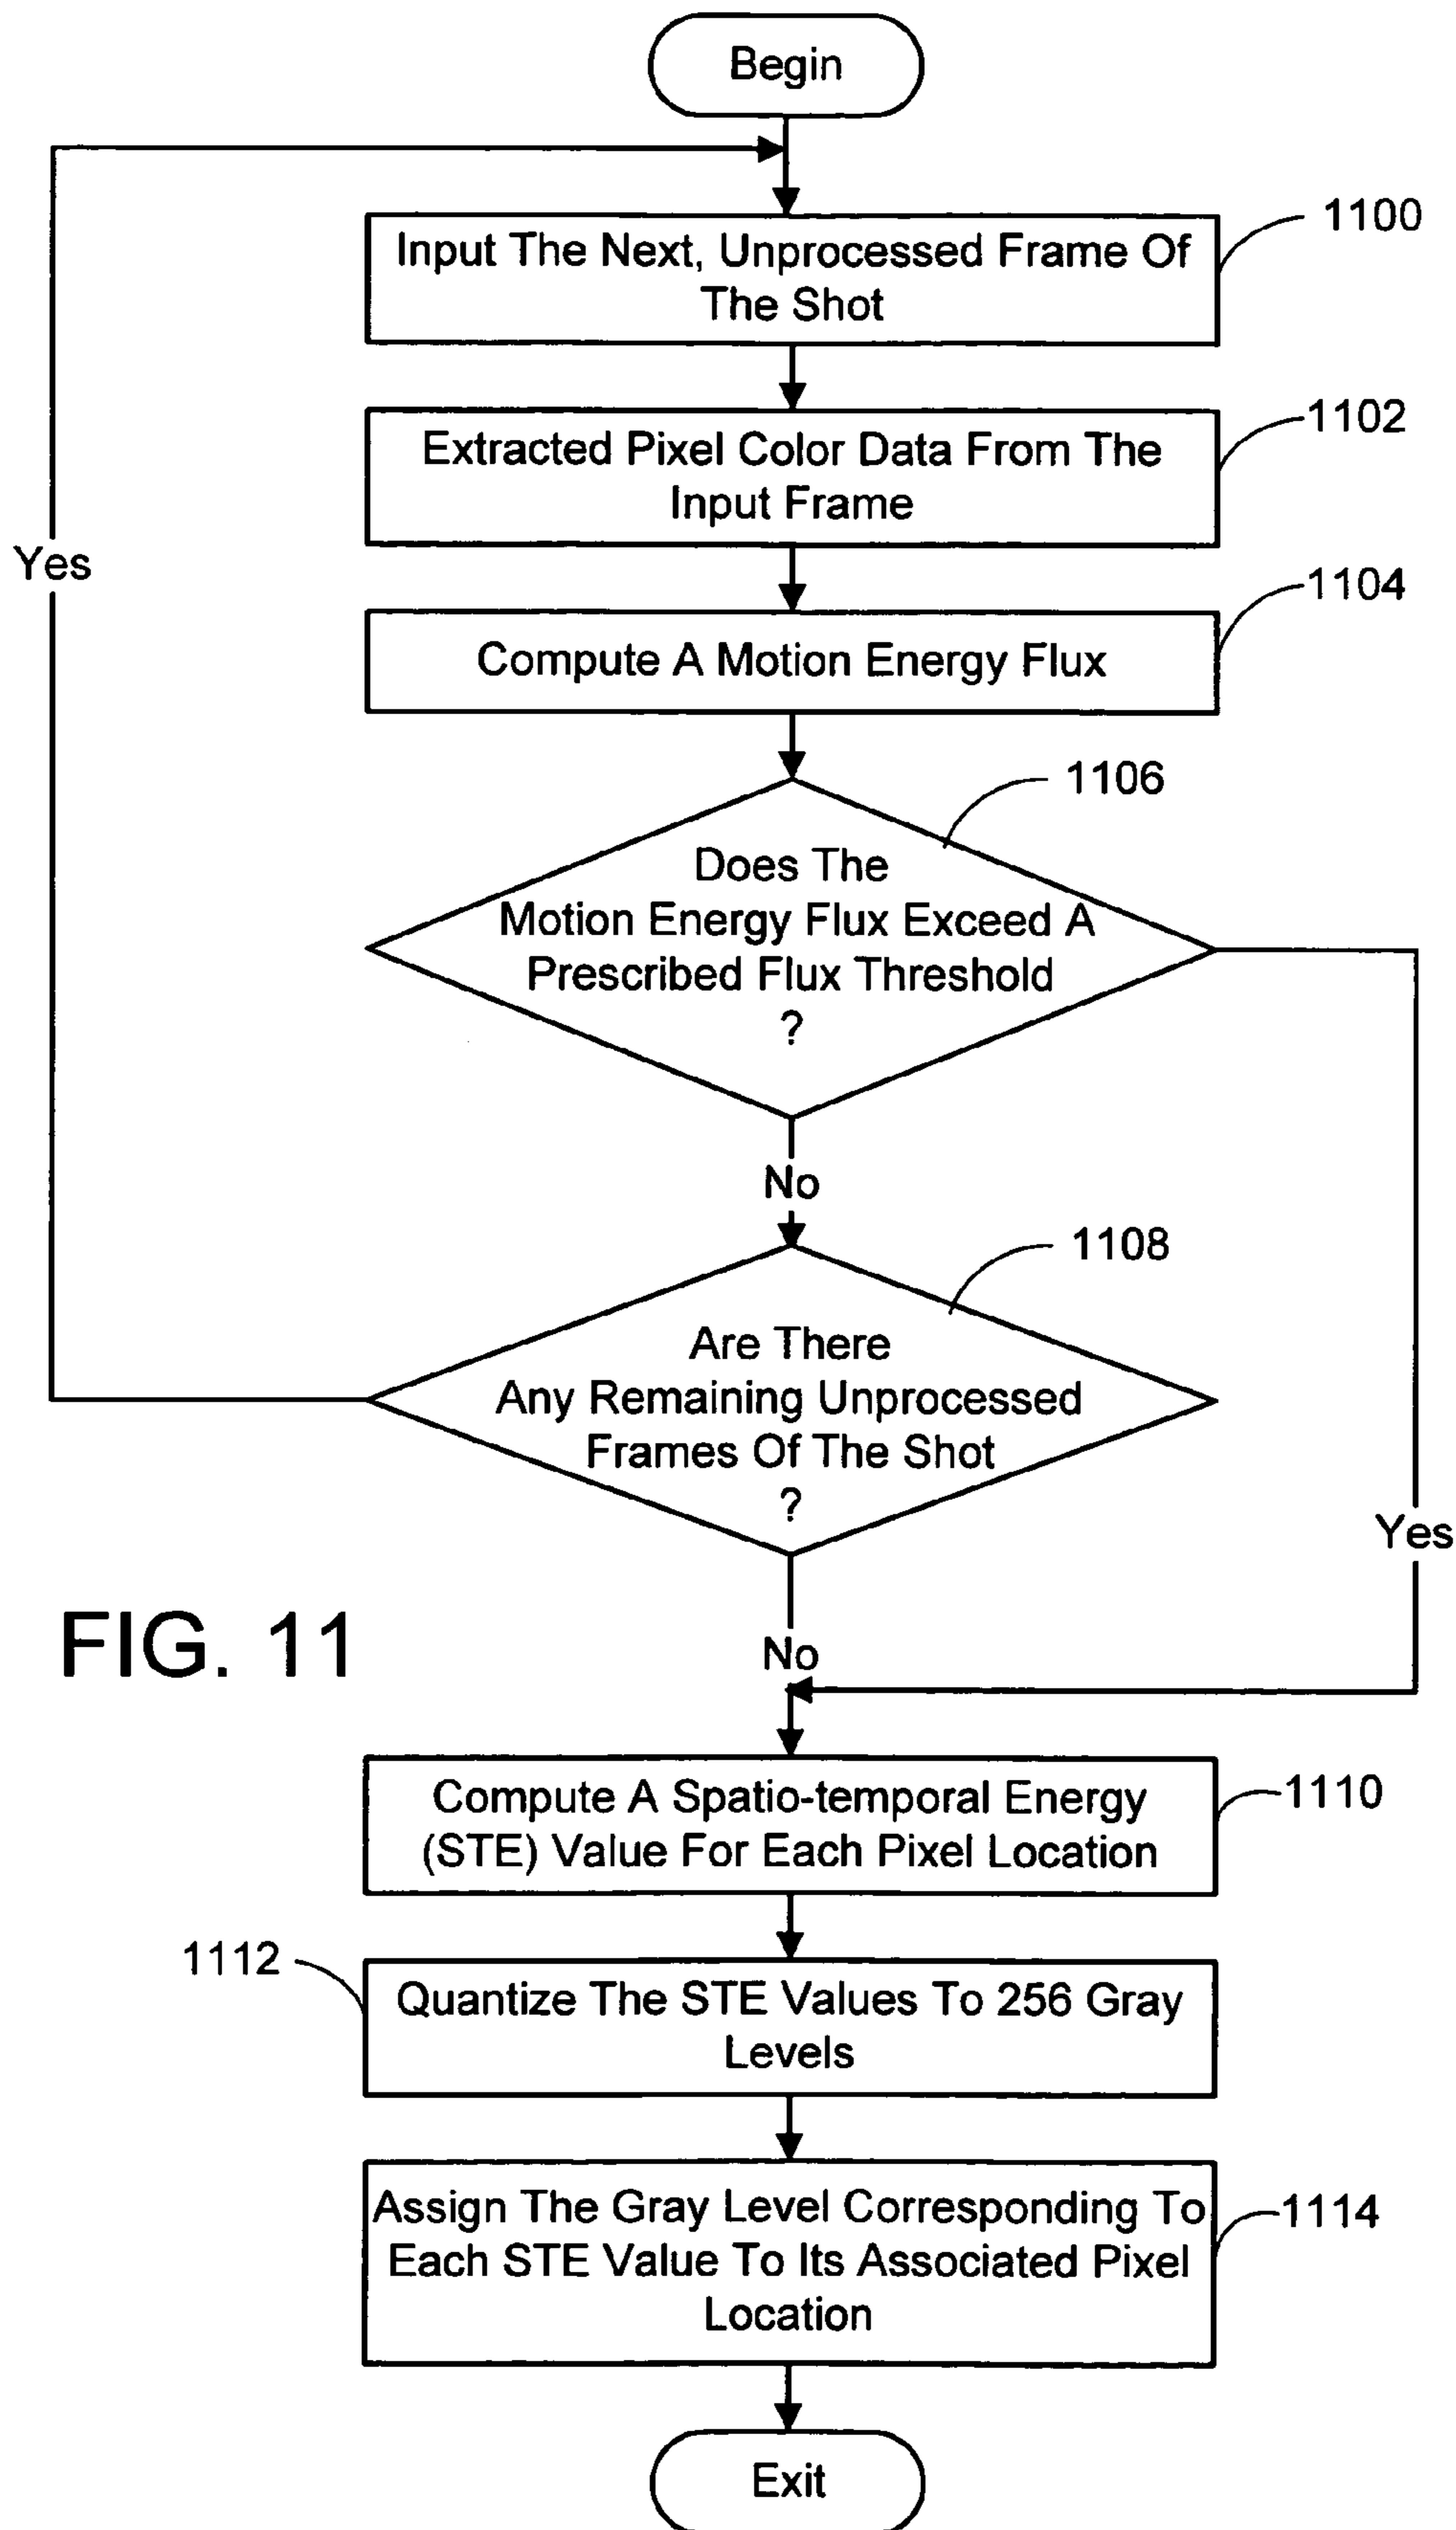 Begin
Input The Next, Unprocessed Frame Of
The Shot
1100
Extracted Pixel Color Data From The
Input Frame
1102
Yes
Compute A Motion Energy Flux
1104
1106
Does The
Motion Energy Flux Exceed A
Prescribed Flux Threshold
?
No
1108
Are There
Any Remaining Unprocessed
Frames Of The Shot
?
Yes
No
FIG. 11
Compute A Spatio-temporal Energy
(STE) Value For Each Pixel Location
1110
1112
Quantize The STE Values To 256 Gray
Levels
Assign The Gray Level Corresponding To
Each STE Value To Its Associated Pixel
Location
1114
Exit